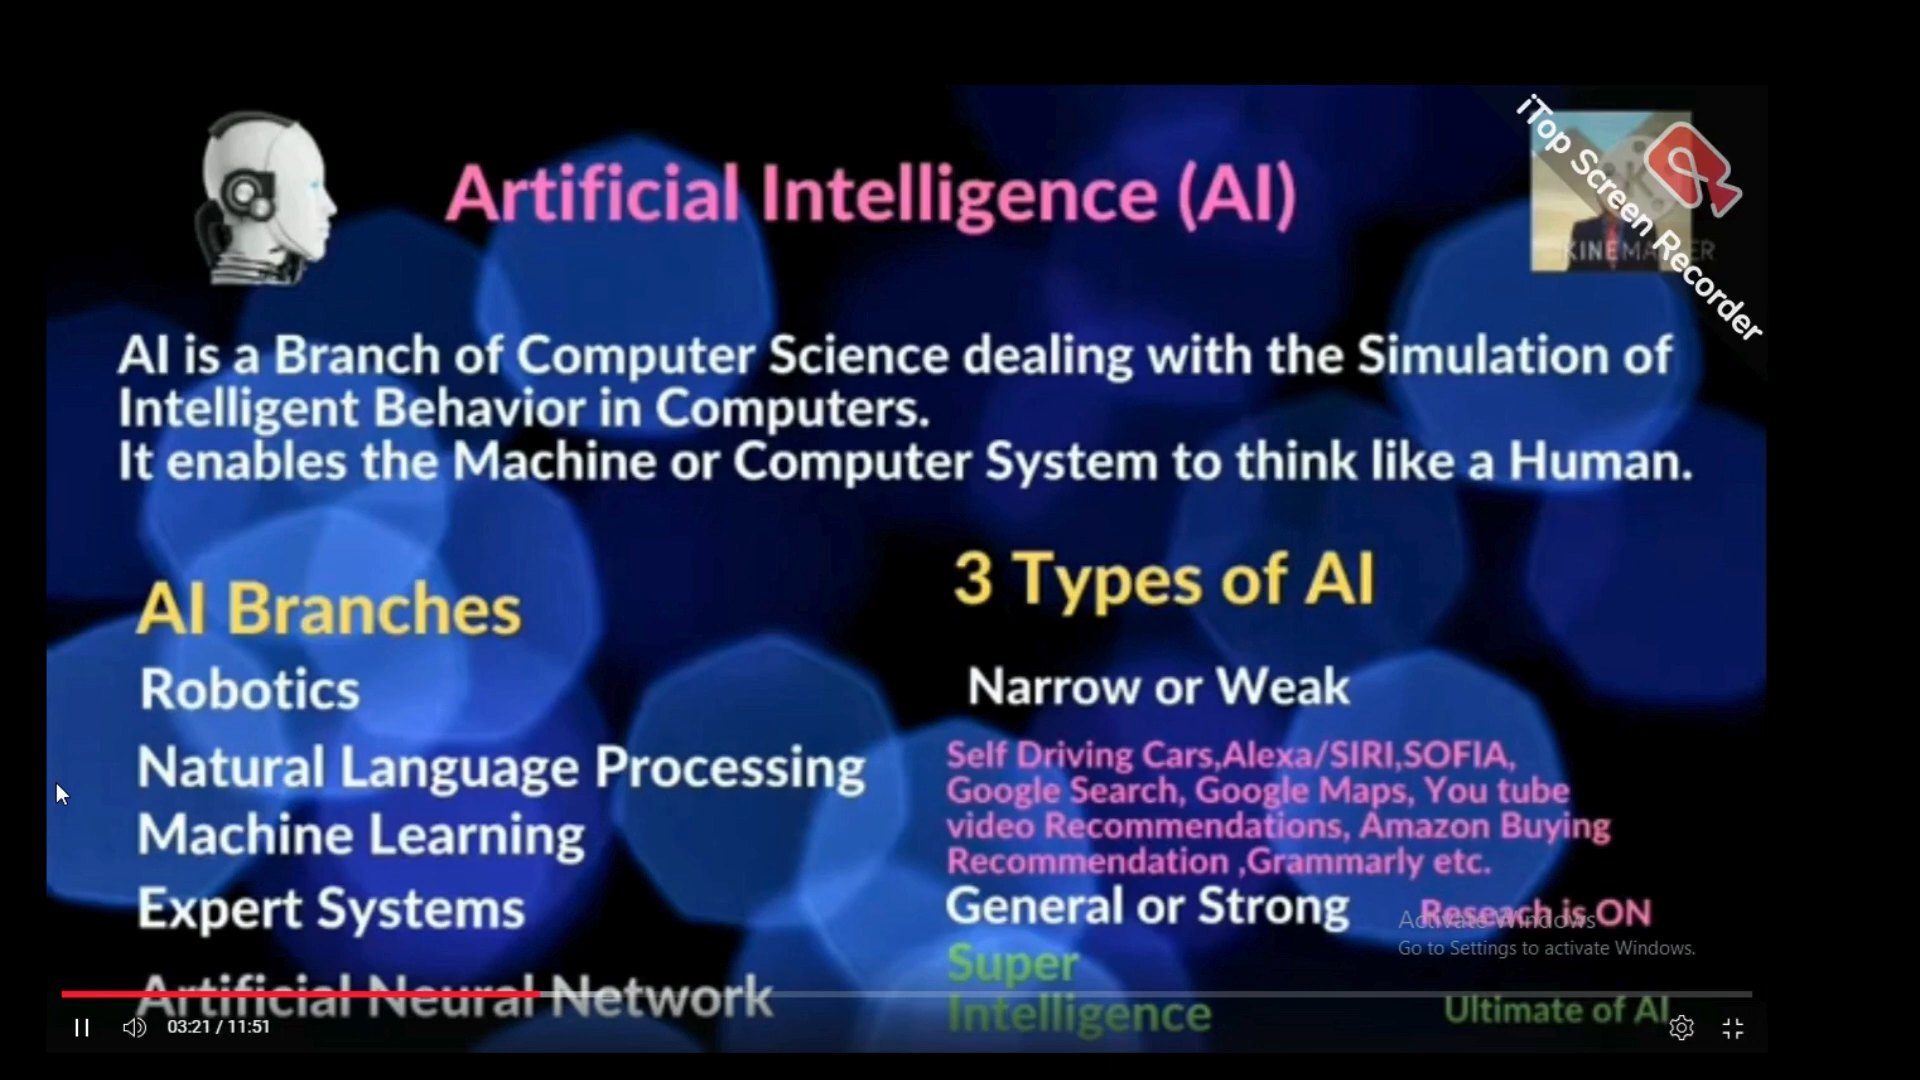 iTop Screen Recorder
KINEMASTER
Artificial Intelligence (AI)
AI is a Branch of Computer Science dealing with the Simulation of
Intelligent Behavior in Computers.
It enables the Machine or Computer System to think like a Human.
AI Branches
Robotics
Natural Language Processing
Machine Learning
Expert Systems
Artificial Neural Network
3 Types of AI
Narrow or Weak
Self Driving Cars,Alexa/SIRI,SOFIA,
Google Search, Google Maps, You tube
video Recommendations, Amazon Buying
Recommendation ,Grammarly etc.
General or Strong
Reseach is ON
Super
Intelligence
Ultimate of AI
Activate Windows
Go to Settings to activate Windows.
03:21 / 11:51